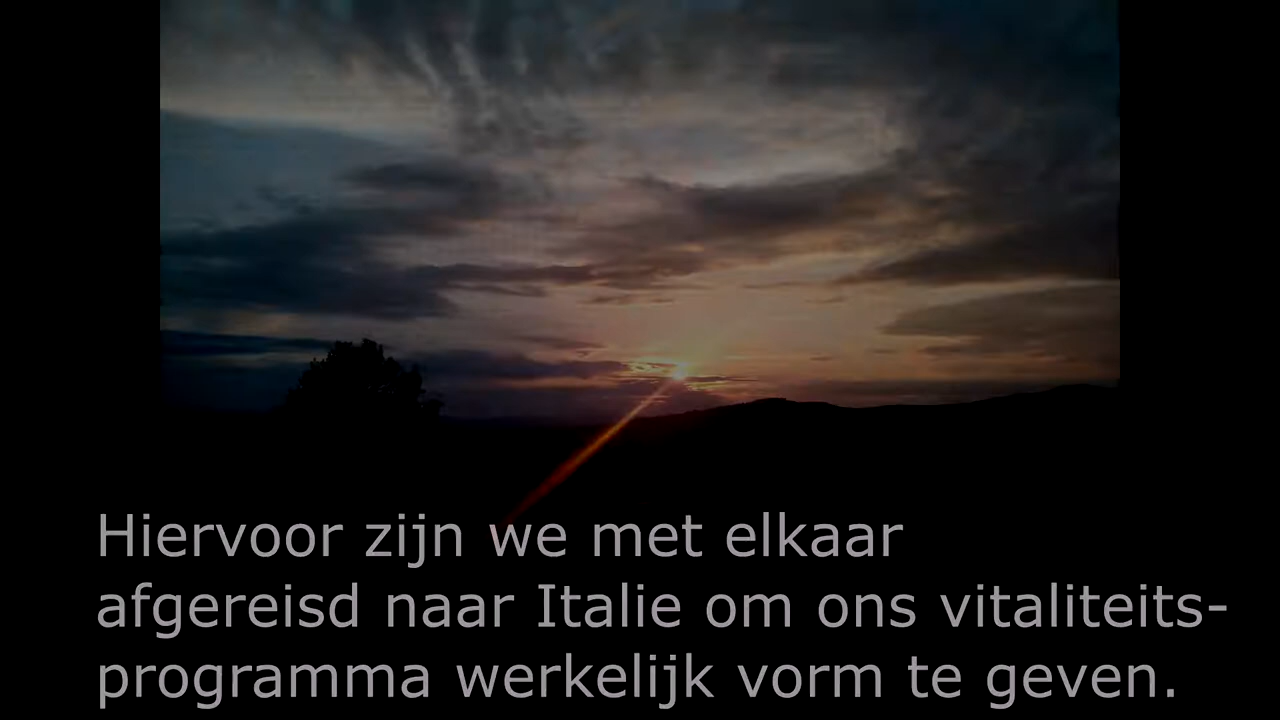 Hiervoor zijn we met elkaar
afgereisd naar Italie om ons vitaliteits-
programma werkelijk vorm te geven.